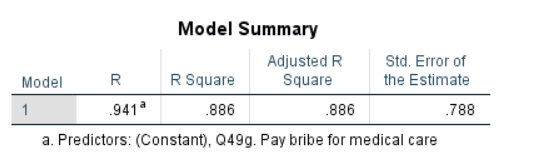 Model Summary
Model R R Square Adjusted R Square Std. Error of the Estimate
1 .941a .886 .886 .788
a. Predictors: (Constant), Q49g. Pay bribe for medical care